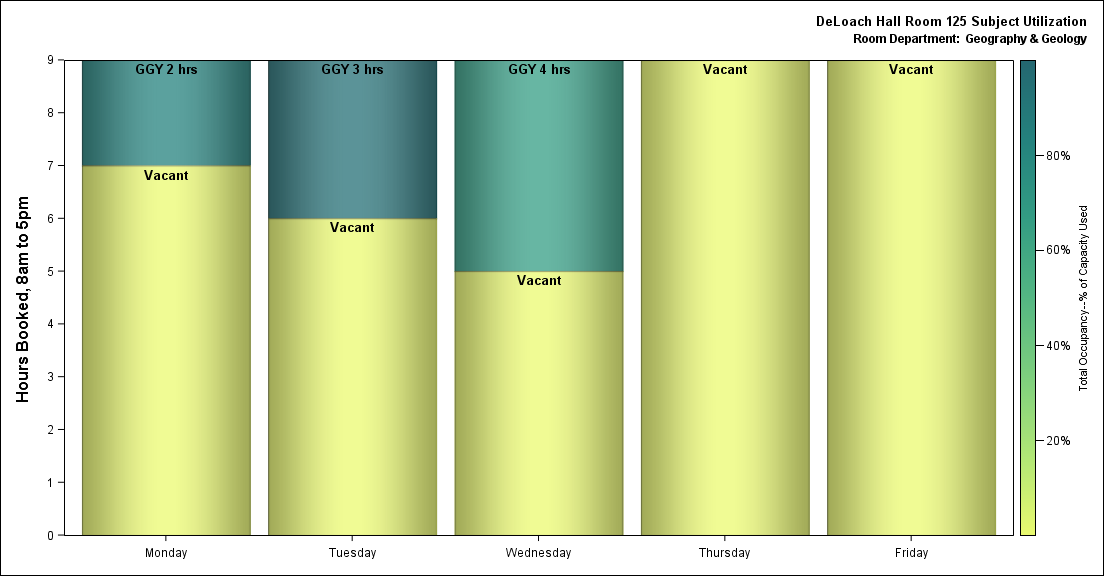 DeLoach Hall Room 125 Subject Utilization
Room Department: Geography & Geology
Hours Booked, 8am to 5pm
9
8
7
6
5
4
3
2
1
0
GGY 2 hrs
Vacant
GGY 3 hrs
Vacant
GGY 4 hrs
Vacant
Vacant
Vacant
Monday
Tuesday
Wednesday
Thursday
Friday
80%
60%
40%
20%
Total Occupancy--% of Capacity Used